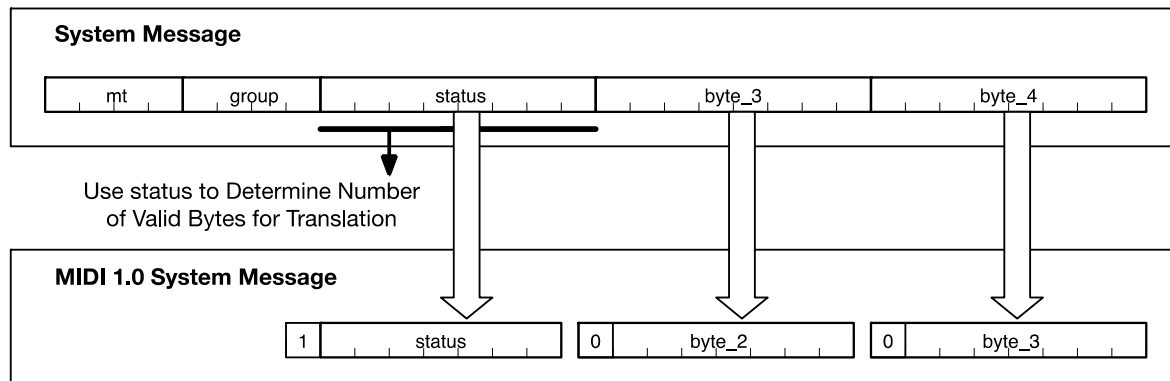 System Message
mt group status byte_3 byte_4
Use status to Determine Number
of Valid Bytes for Translation
MIDI 1.0 System Message
1 status 0 byte_2 0 byte_3